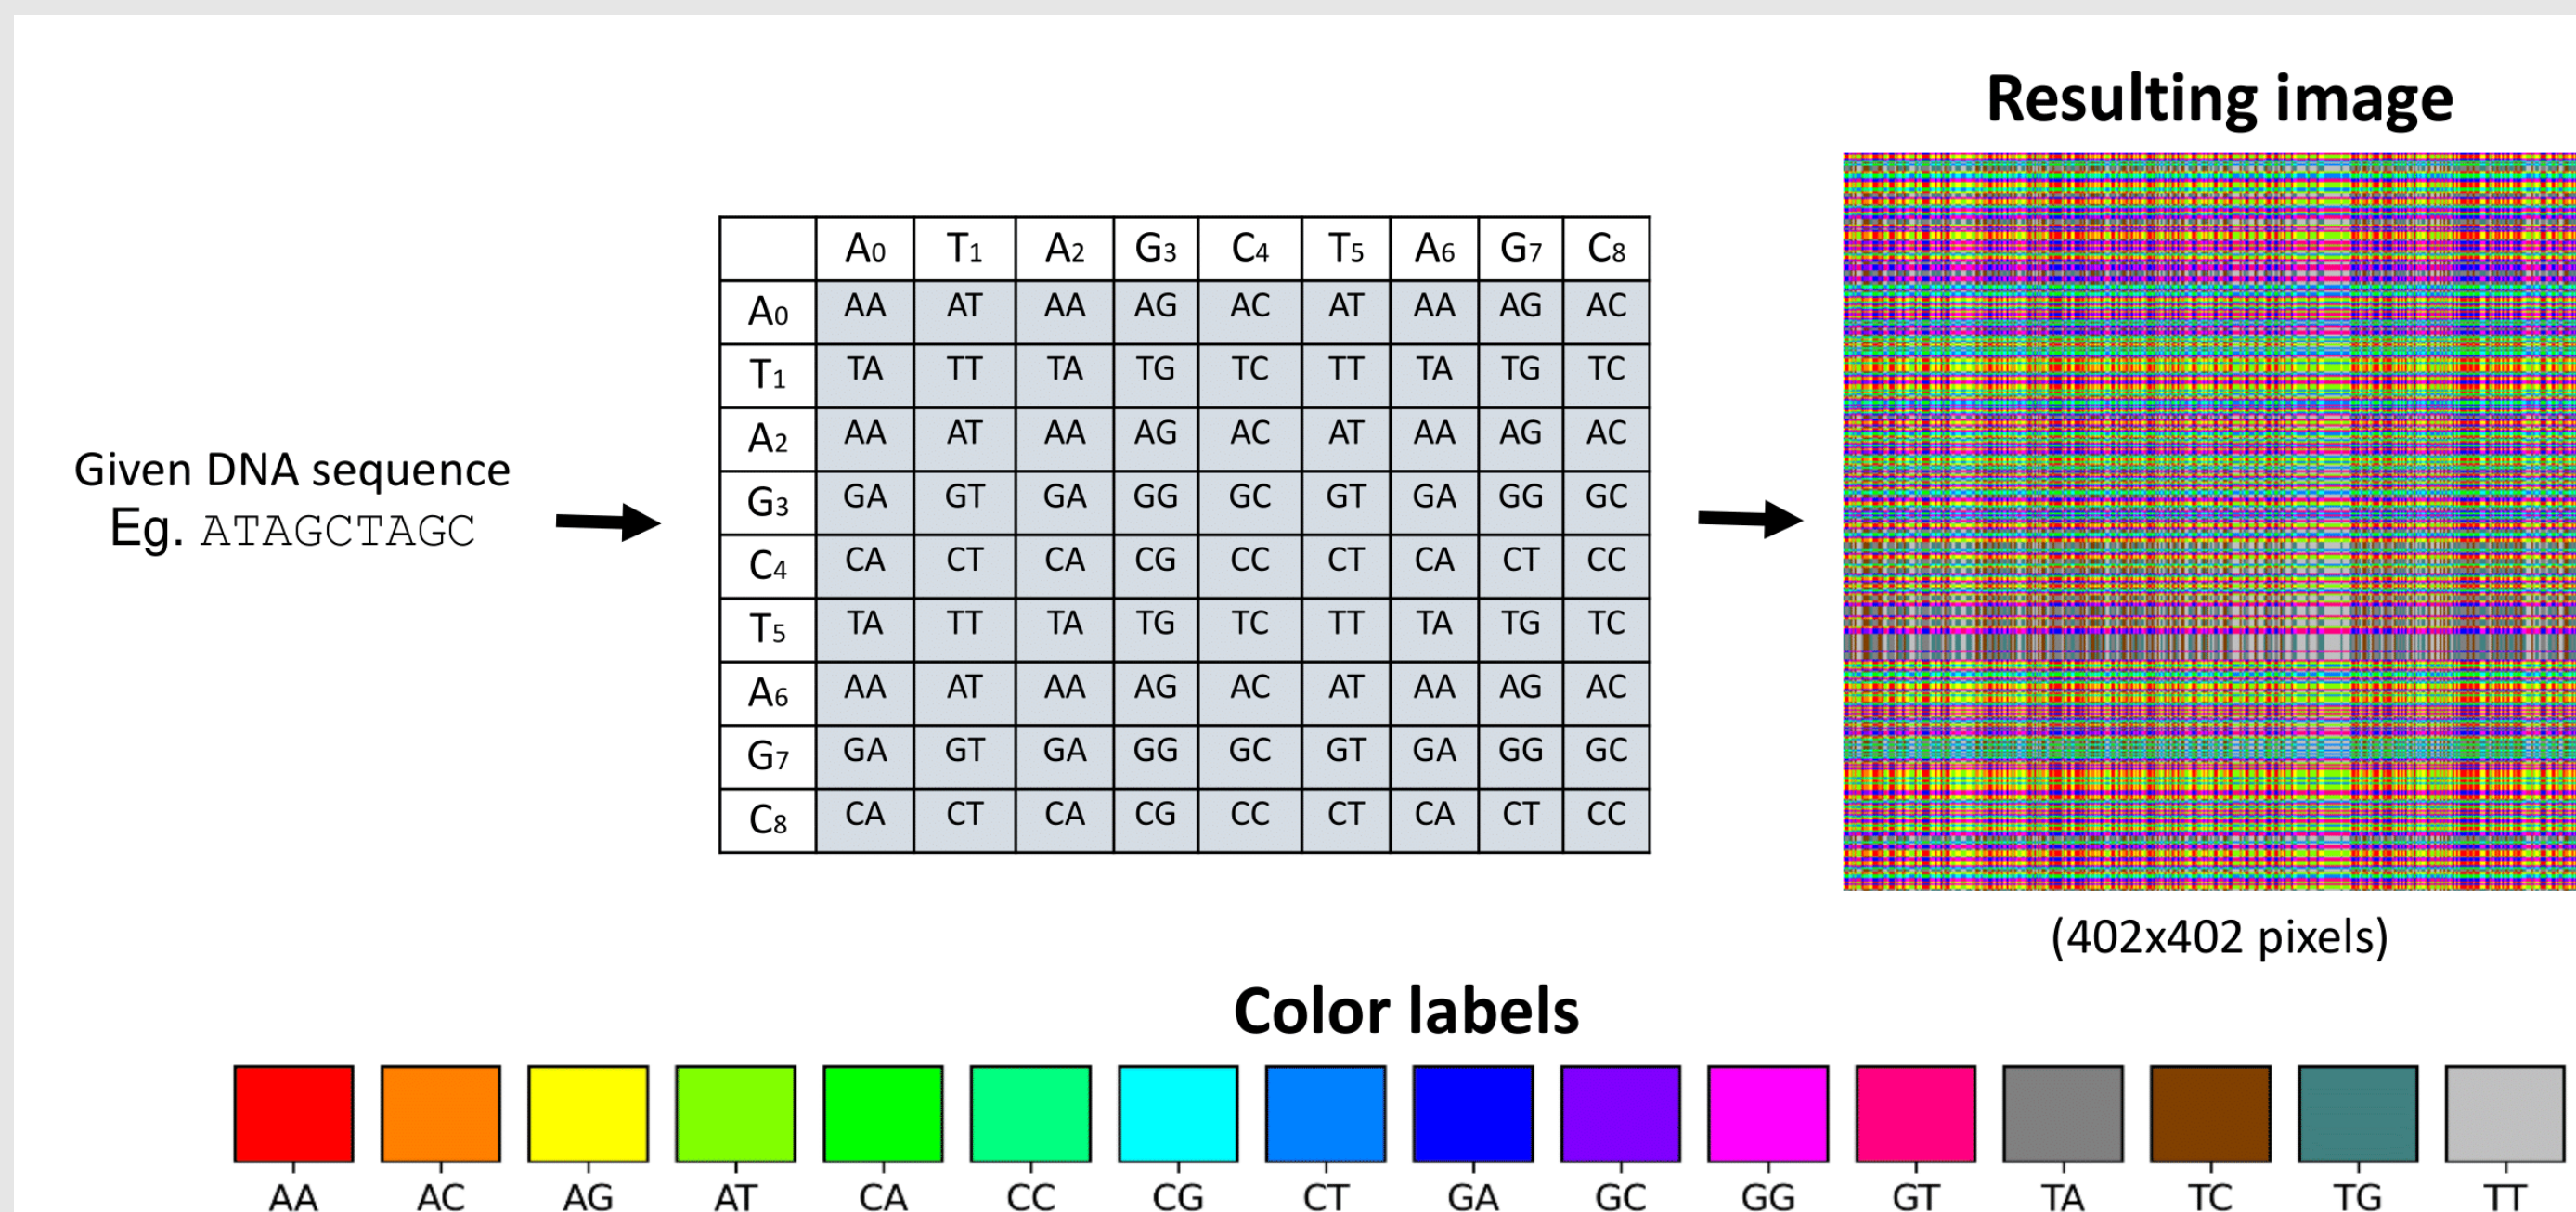 Resulting image
A0 T1 A2 G3 C4 T5 A6 G7 C8
A0 AA AT AA AG AC AT AA AG AC
T1 TA TT TA TG TC TT TA TG TC
A2 AA AT AA AG AC AT AA AG AC
G3 GA GT GA GG GC GT GA GG GC
C4 CA CT CA CG CC CT CA CT CC
T5 TA TT TA TG TC TT TA TG TC
A6 AA AT AA AG AC AT AA AG AC
G7 GA GT GA GG GC GT GA GG GC
C8 CA CT CA CG CC CT CA CT CC
Given DNA sequence
Eg. ATAGCTAGC
(402x402 pixels)
Color labels
AA AC AG AT CA CC CG CT GA GC GG GT TA TC TG TT